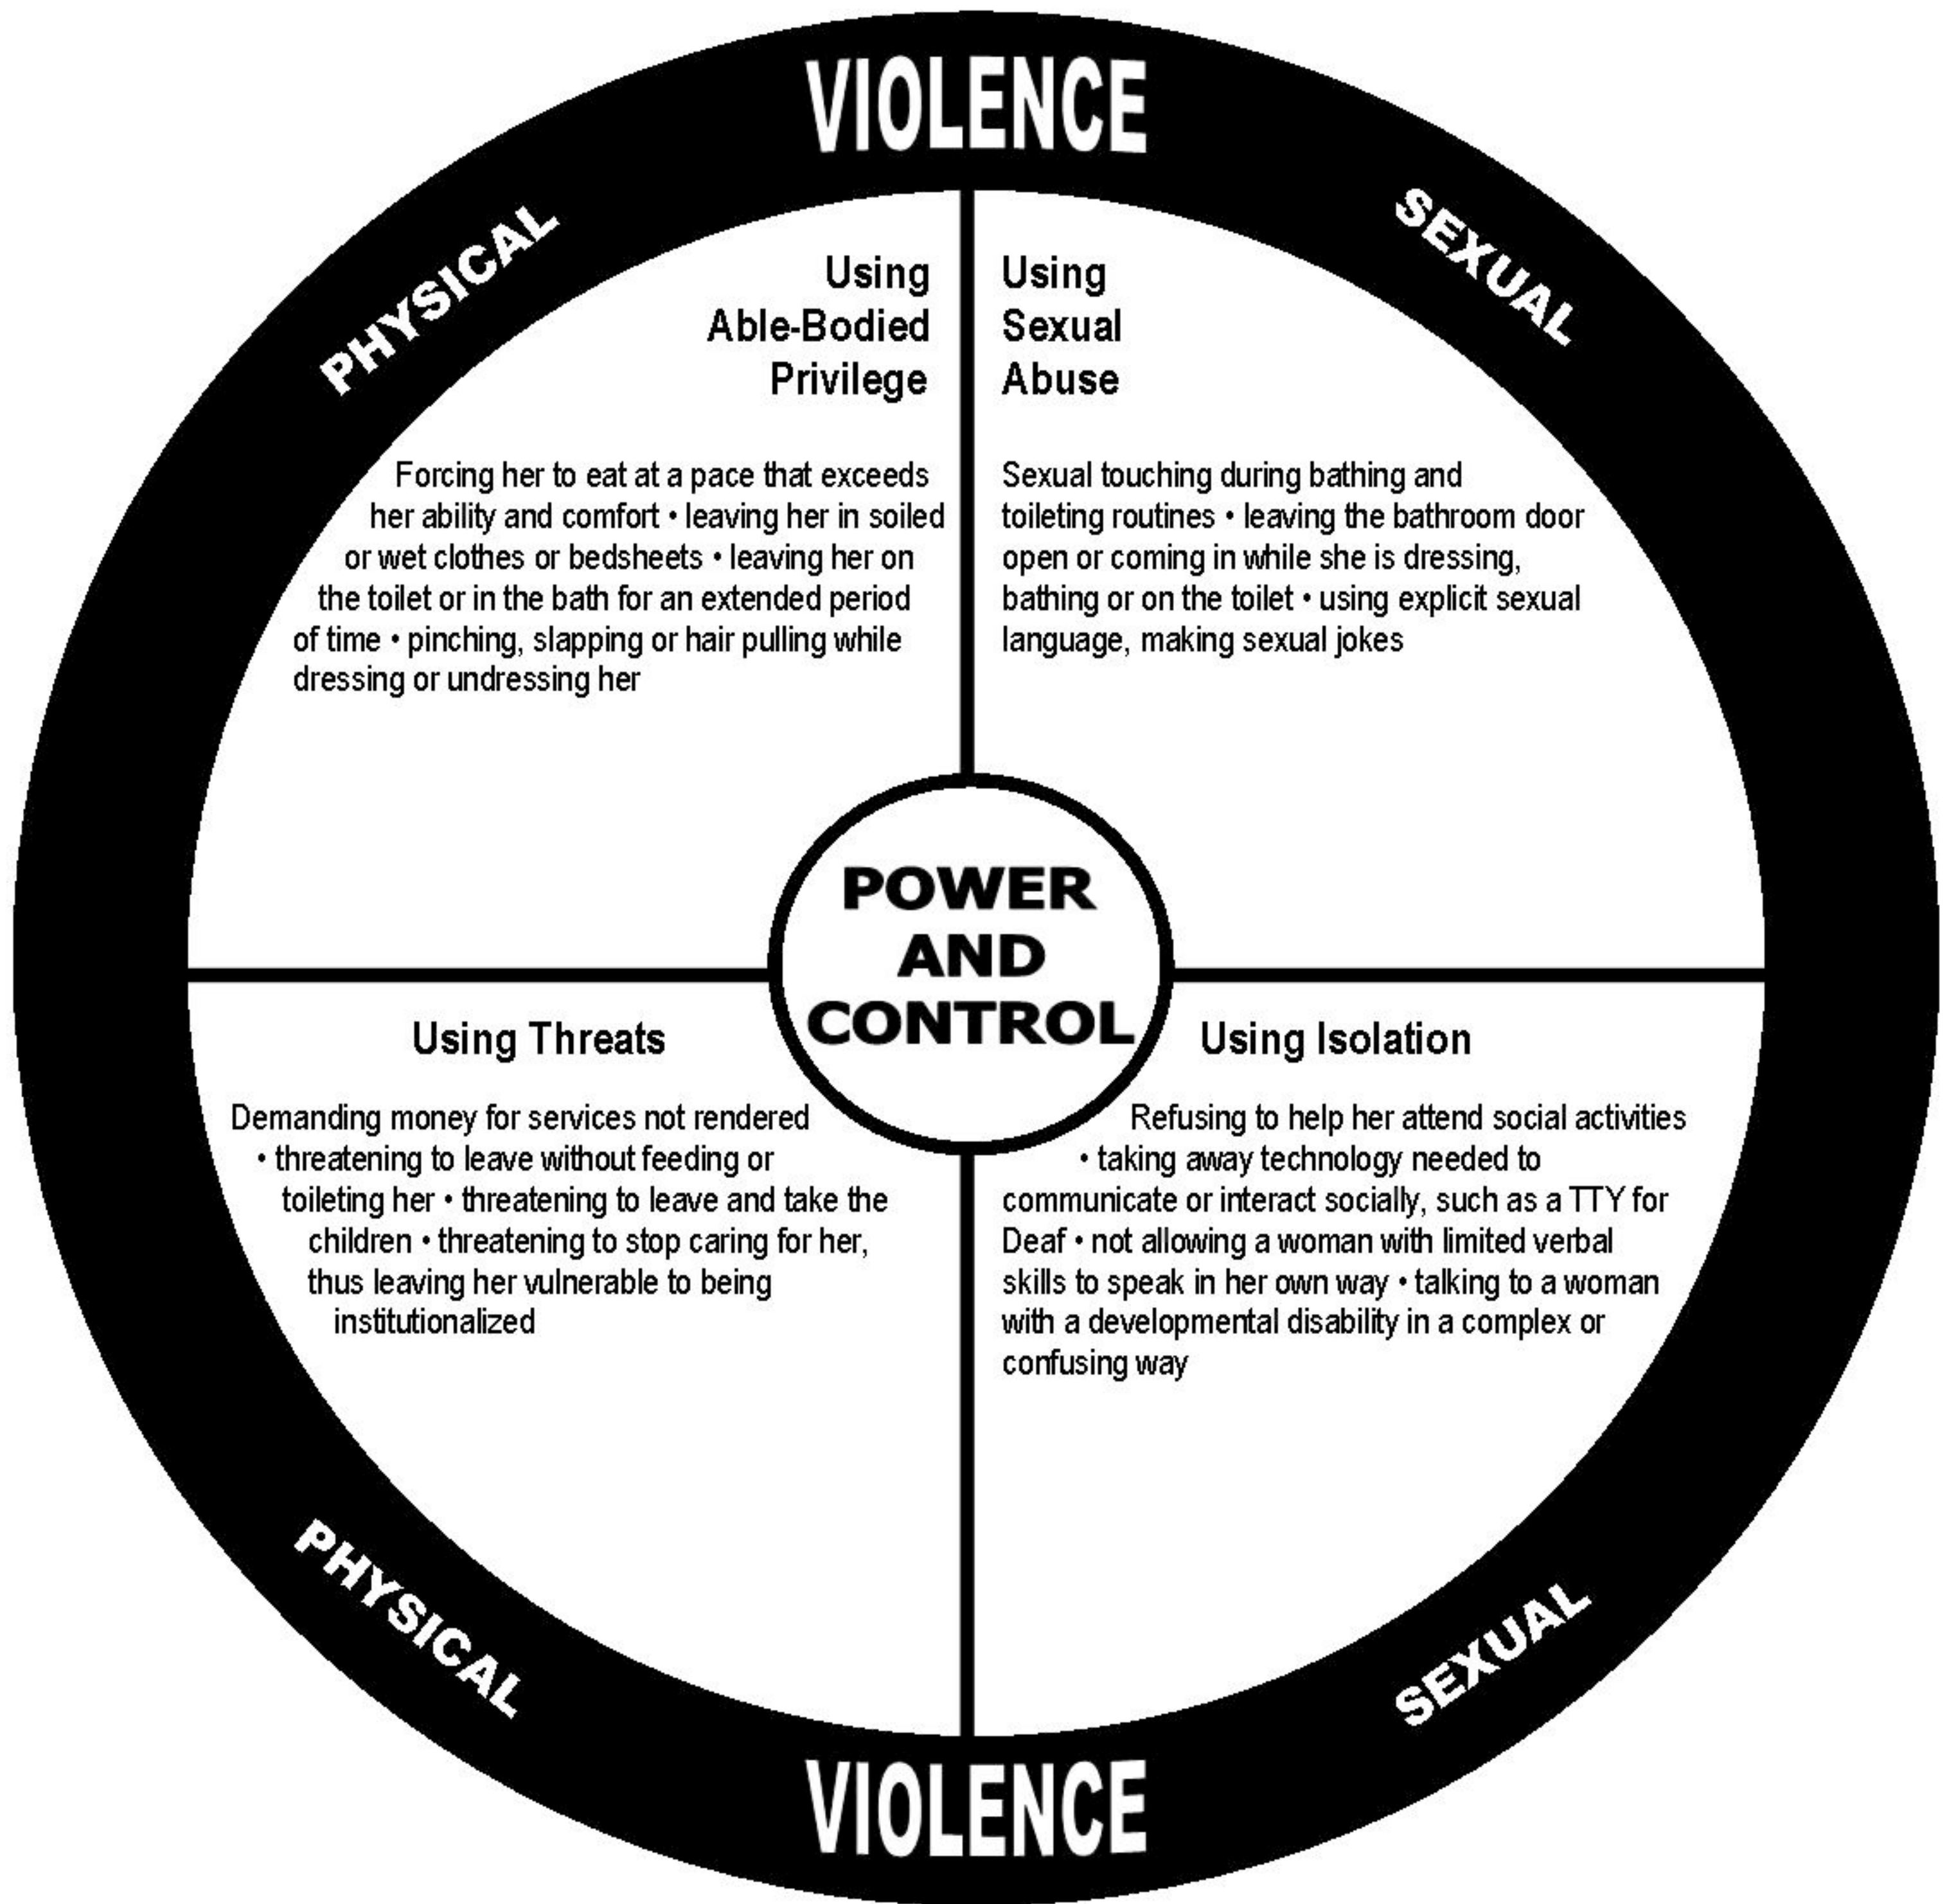 VIOLENCE
PHYSICAL
SEXUAL
Using
Able-Bodied
Privilege
Forcing her to eat at a pace that exceeds
her ability and comfort • leaving her in soiled
or wet clothes or bedsheets • leaving her on
the toilet or in the bath for an extended period
of time • pinching, slapping or hair pulling while
dressing or undressing her
Using
Sexual
Abuse
Sexual touching during bathing and
toileting routines • leaving the bathroom door
open or coming in while she is dressing,
bathing or on the toilet • using explicit sexual
language, making sexual jokes
POWER
AND
CONTROL
Using Threats
Demanding money for services not rendered
• threatening to leave without feeding or
toileting her • threatening to leave and take the
children • threatening to stop caring for her,
thus leaving her vulnerable to being
institutionalized
Using Isolation
Refusing to help her attend social activities
• taking away technology needed to
communicate or interact socially, such as a TTY for
Deaf • not allowing a woman with limited verbal
skills to speak in her own way • talking to a woman
with a developmental disability in a complex or
confusing way
PHYSICAL
SEXUAL
VIOLENCE